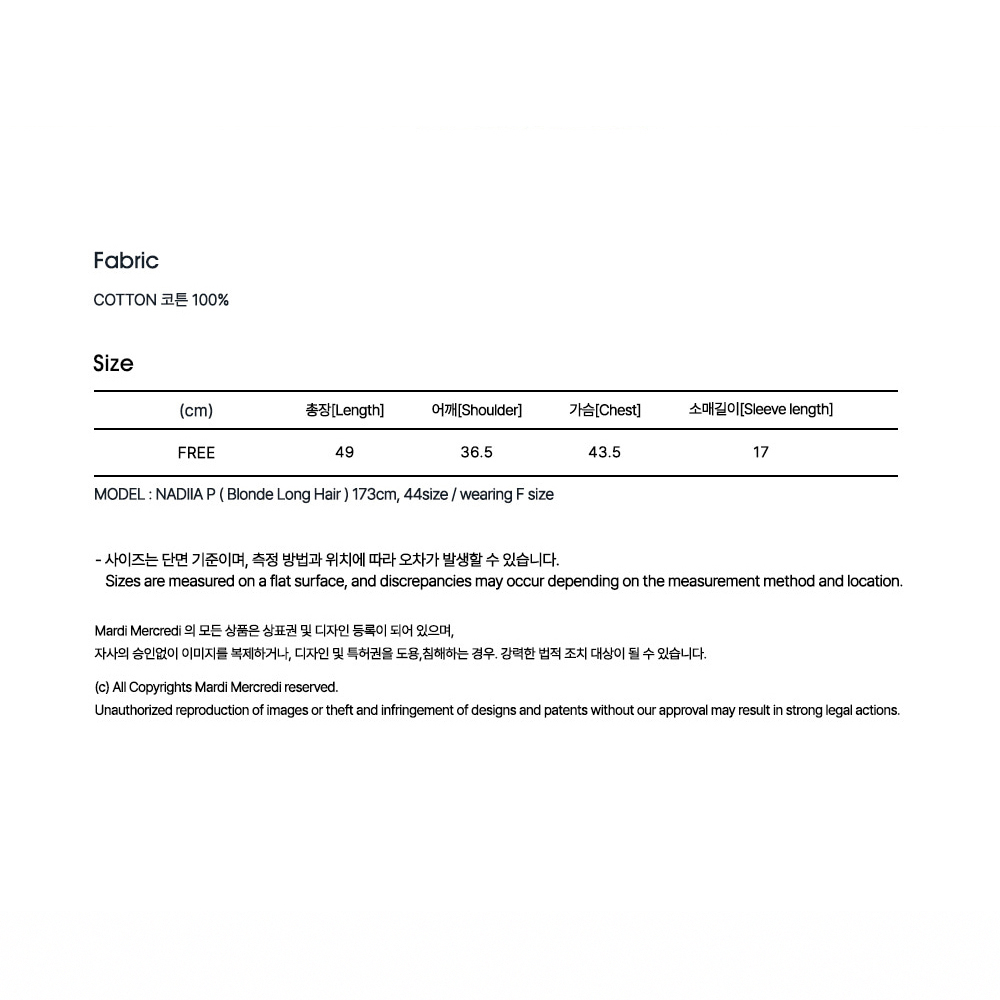 Fabric
COTTON 코튼 100%
Size
(cm) 총장[Length] 어깨[Shoulder] 가슴[Chest] 소매길이[Sleeve length]
FREE 49 36.5 43.5 17
MODEL : NADIIA P ( Blonde Long Hair ) 173cm, 44size / wearing F size
- 사이즈는 단면 기준이며, 측정 방법과 위치에 따라 오차가 발생할 수 있습니다.
Sizes are measured on a flat surface, and discrepancies may occur depending on the measurement method and location.
Mardi Mercredi 의 모든 상품은 상표권 및 디자인 등록이 되어 있으며,
자사의 승인없이 이미지를 복제하거나, 디자인 및 특허권을 도용,침해하는 경우. 강력한 법적 조치 대상이 될 수 있습니다.
(c) All Copyrights Mardi Mercredi reserved.
Unauthorized reproduction of images or theft and infringement of designs and patents without our approval may result in strong legal actions.